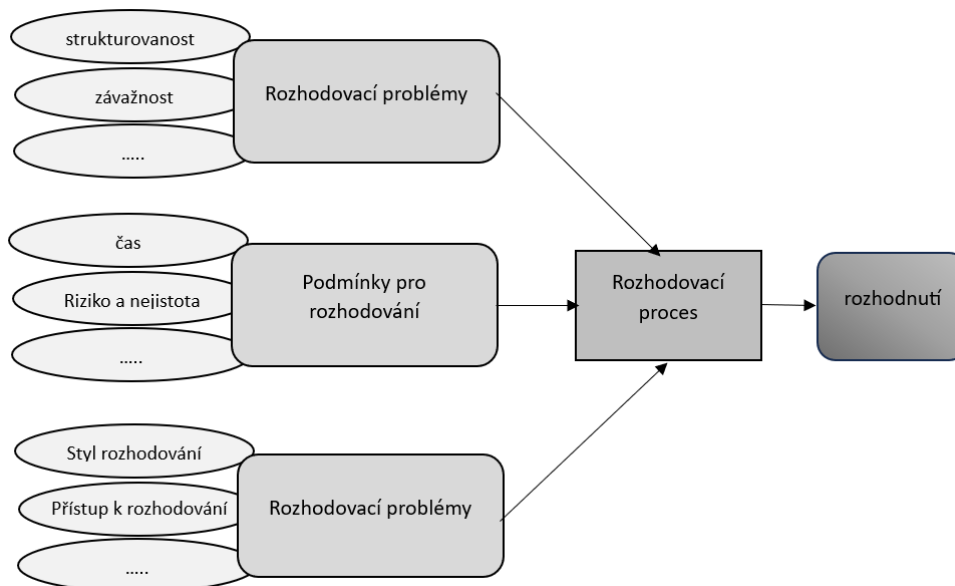 strukturovanost
závažnost
.....
Rozhodovací problémy
čas
Riziko a nejistota
.....
Podmínky pro
rozhodování
Styl rozhodování
Přístup k rozhodování
.....
Rozhodovací problémy
Rozhodovací
proces
rozhodnutí